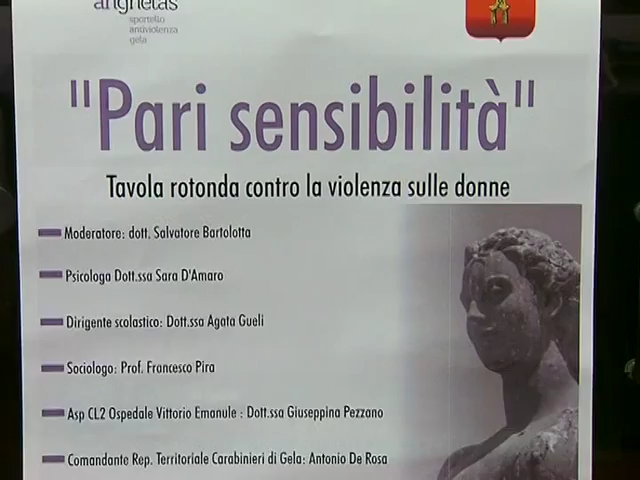 anghelas
sportello
antiviolenza
gela
"Pari sensibilità"
Tavola rotonda contro la violenza sulle donne
Moderatore: dott. Salvatore Bartolotta
Psicologa Dott.ssa Sara D'Amaro
Dirigente scolastico: Dott.ssa Agata Gueli
Sociologo: Prof. Francesco Pira
Asp CL2 Ospedale Vittorio Emanule : Dott.ssa Giuseppina Pezzano
Comandante Rep. Territoriale Carabinieri di Gela: Antonio De Rosa